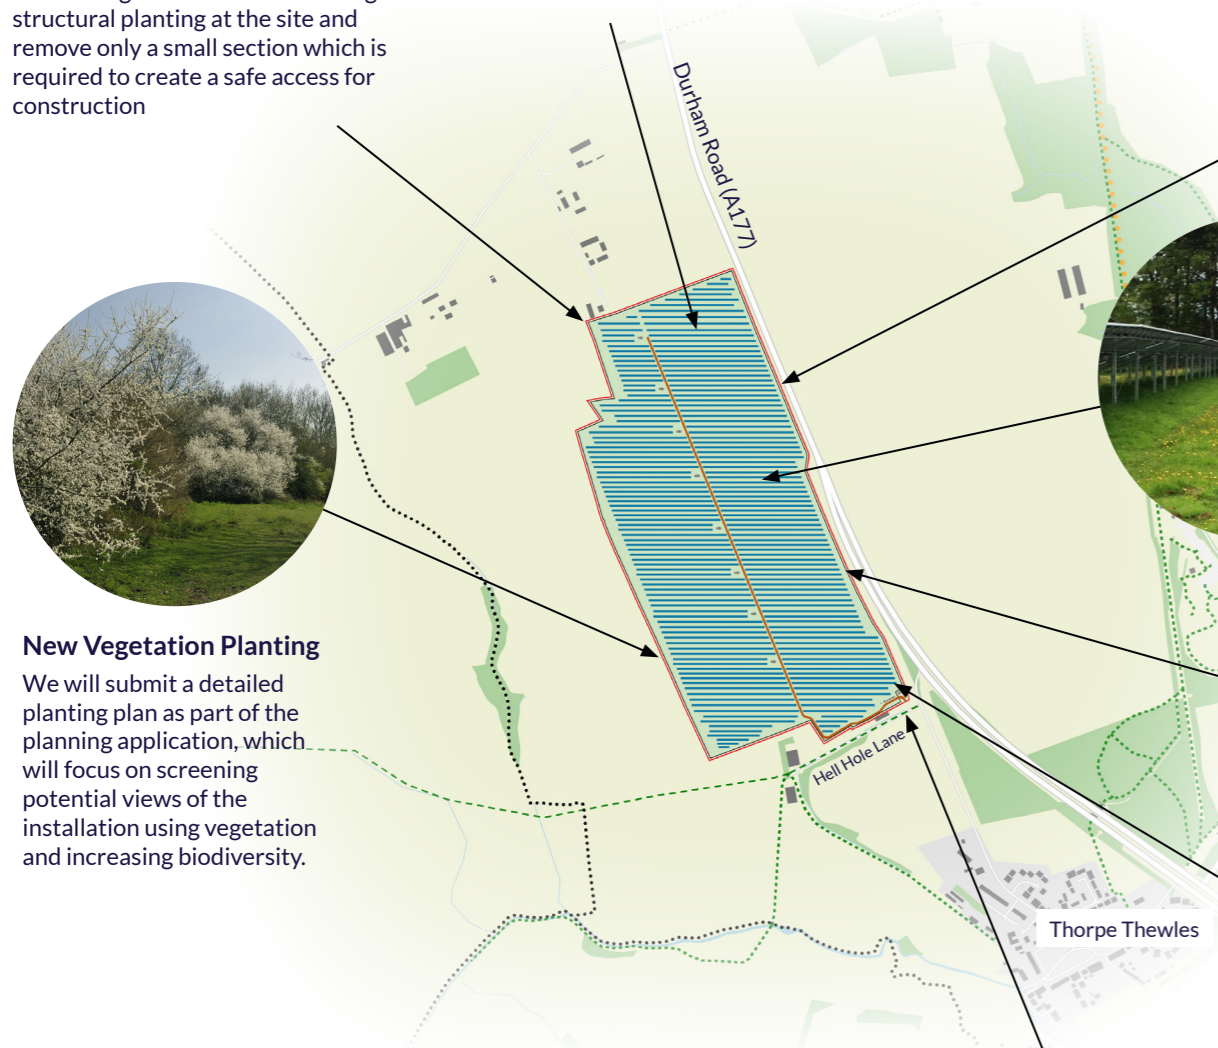 structural planting at the site and
remove only a small section which is
required to create a safe access for
construction
Durham Road (A177)
New Vegetation Planting
We will submit a detailed
planting plan as part of the
planning application, which
will focus on screening
potential views of the
installation using vegetation
and increasing biodiversity.
Hell Hole Lane
Thorpe Thewles